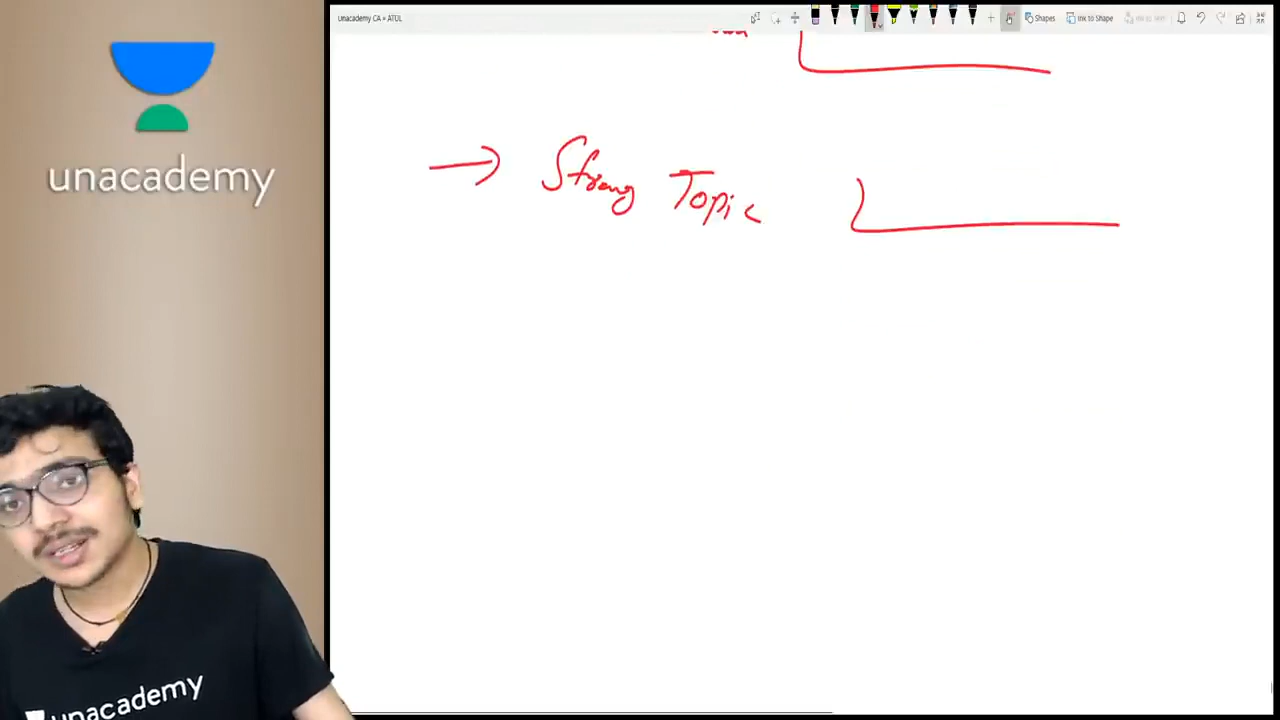 unacademy CA × ATUL
Shapes
Ink to Shape
→ Strong Topic
unacademy
unacademy